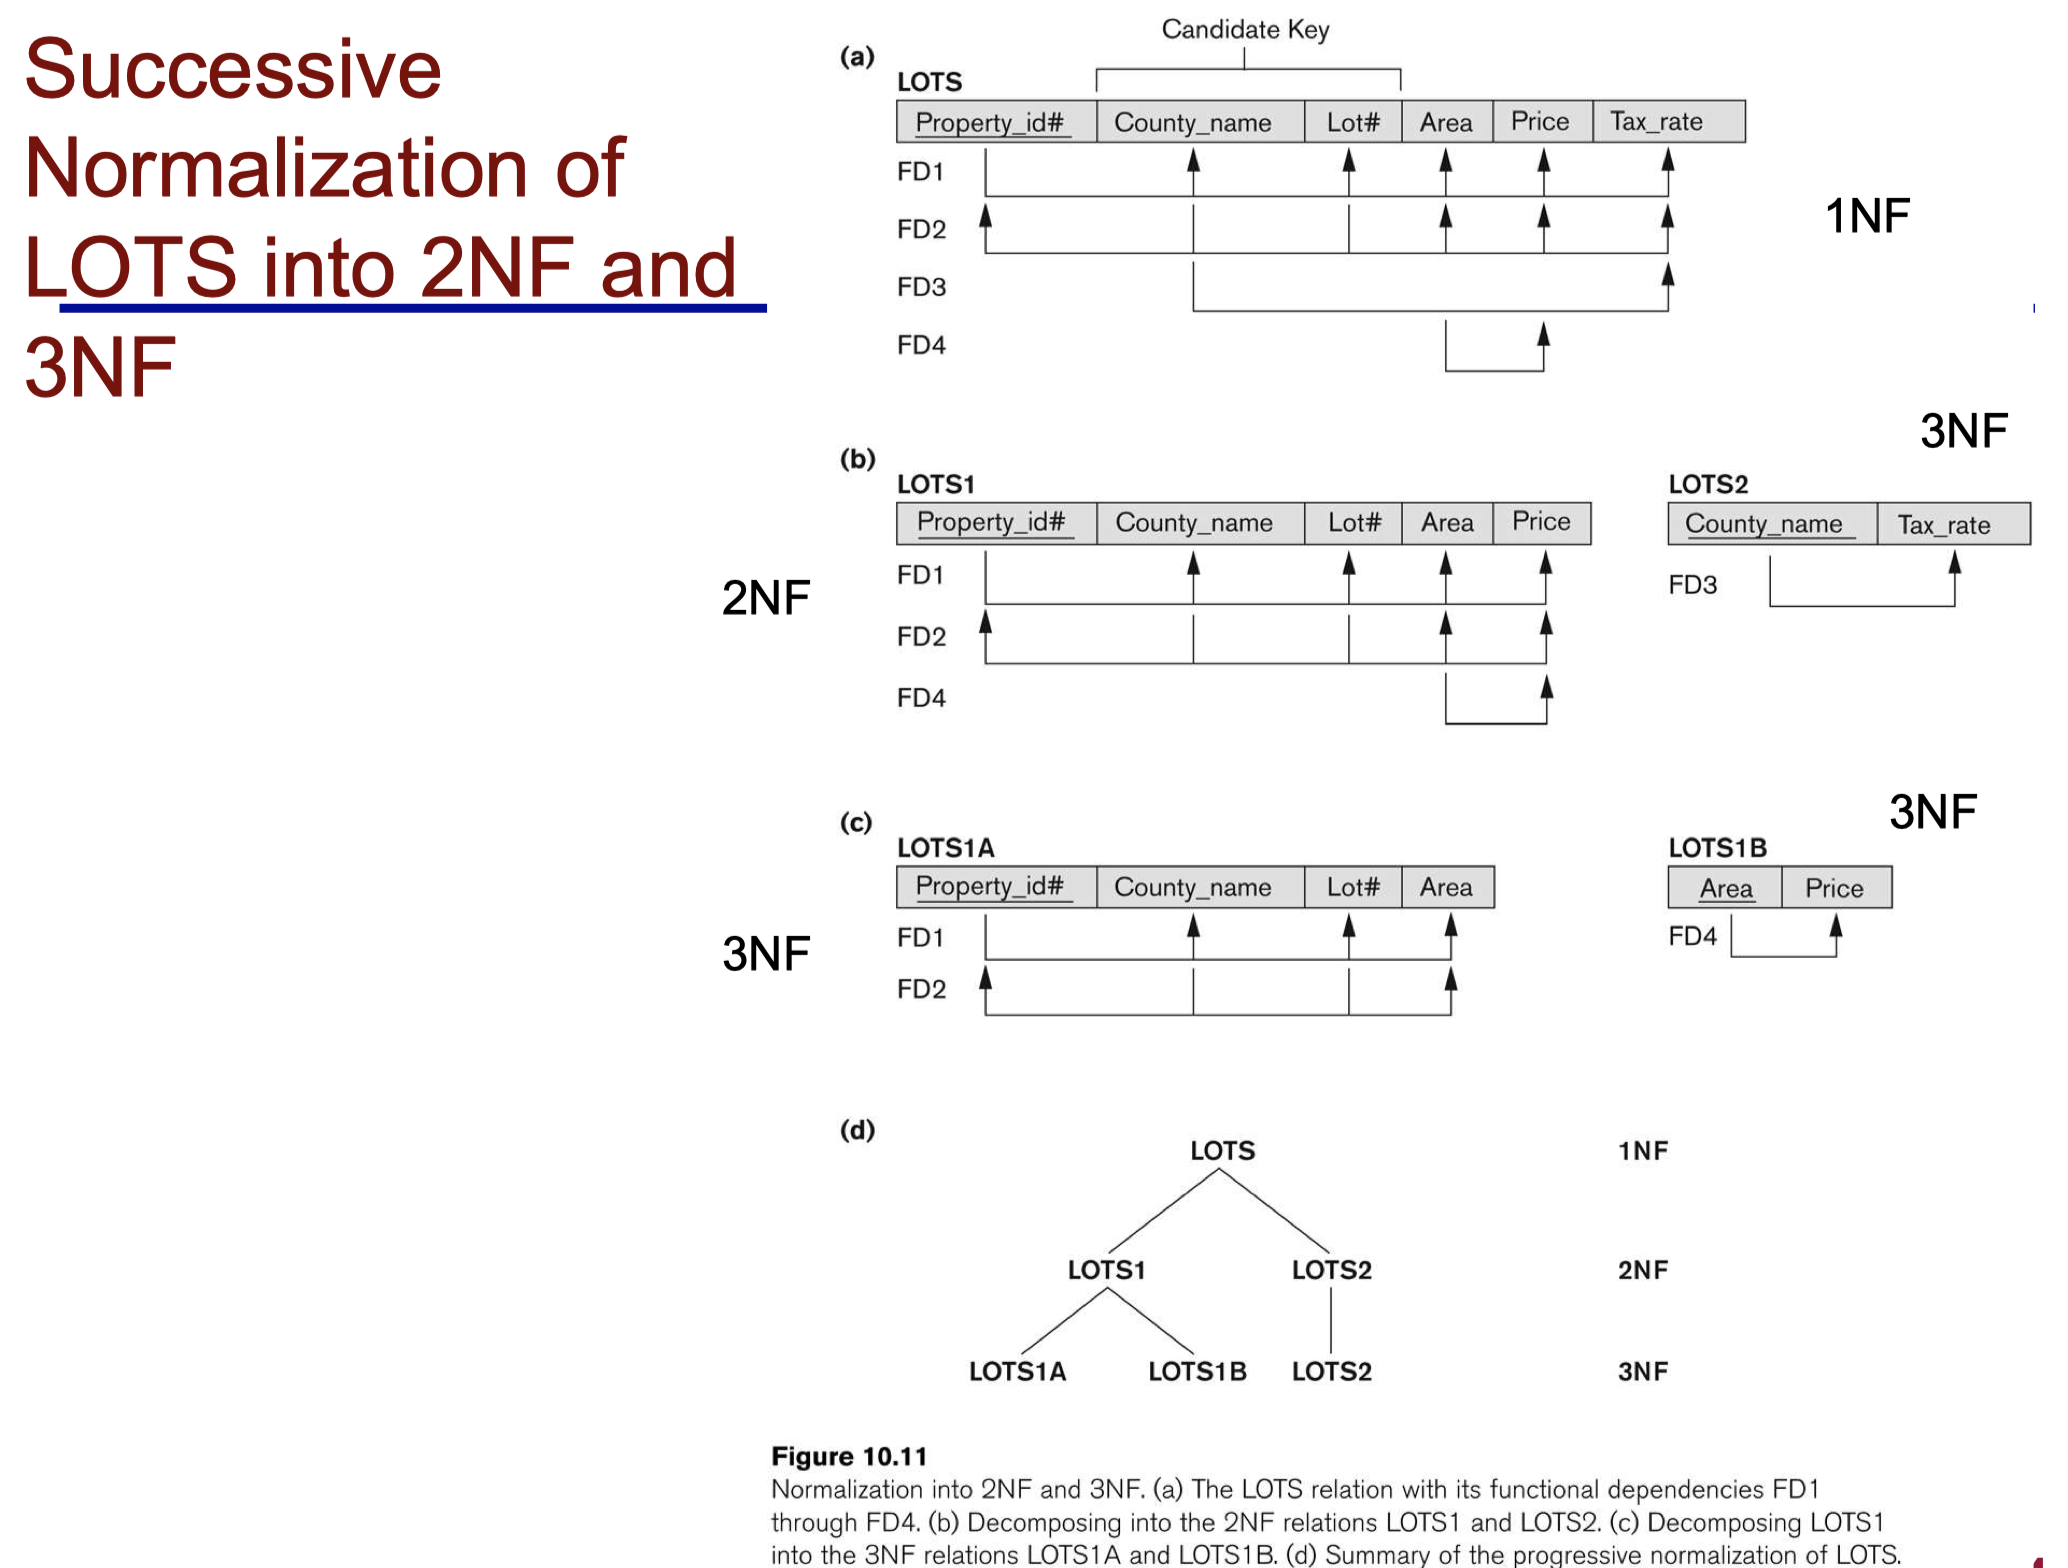 Successive
Normalization of
LOTS into 2NF and
3NF
(a)
Candidate Key
LOTS
Property_id# County_name Lot# Area Price Tax_rate
FD1
FD2
FD3
FD4
1NF
3NF
(b)
LOTS1
Property_id# County_name Lot# Area Price
FD1
FD2
FD4
2NF
LOTS2
County_name Tax_rate
FD3
(c)
LOTS1A
Property_id# County_name Lot# Area
FD1
FD2
3NF
3NF
LOTS1B
Area Price
FD4
(d)
LOTS 1NF
LOTS1 LOTS2 2NF
LOTS1A LOTS1B LOTS2 3NF
Figure 10.11
Normalization into 2NF and 3NF. (a) The LOTS relation with its functional dependencies FD1
through FD4. (b) Decomposing into the 2NF relations LOTS1 and LOTS2. (c) Decomposing LOTS1
into the 3NF relations LOTS1A and LOTS1B. (d) Summary of the progressive normalization of LOTS.